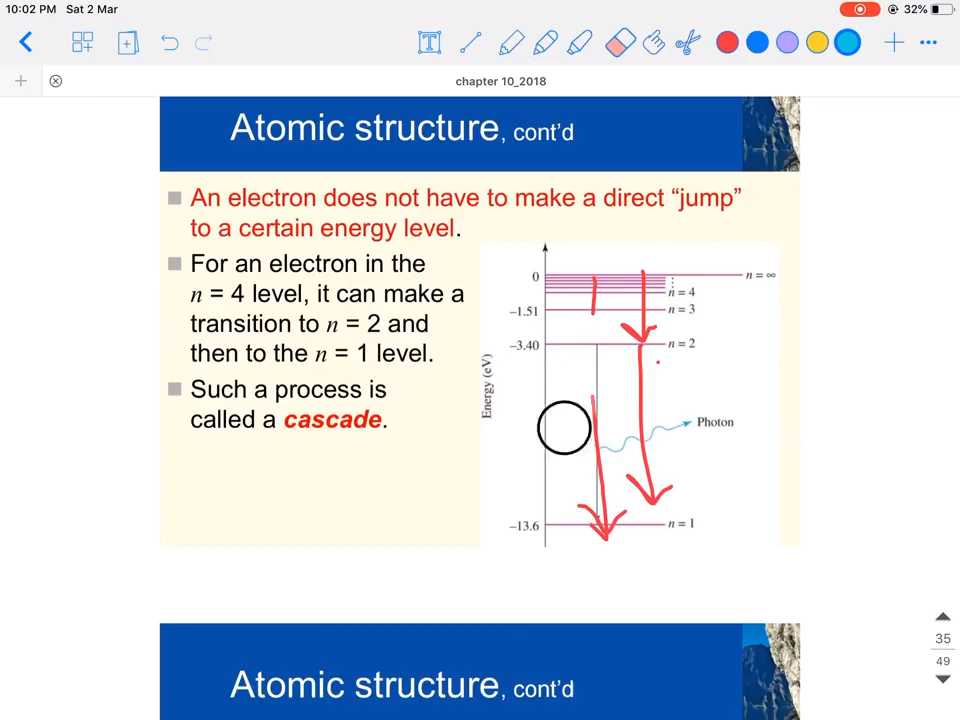 10:02 PM Sat 2 Mar
32%
chapter 10_2018
Atomic structure, cont’d
An electron does not have to make a direct “jump”
to a certain energy level.
For an electron in the
n = 4 level, it can make a
transition to n = 2 and
then to the n = 1 level.
Such a process is
called a cascade.
Energy (eV)
0
n = ∞
n = 4
−1.51
n = 3
−3.40
n = 2
Photon
−13.6
n = 1
35
49
Atomic structure, cont’d